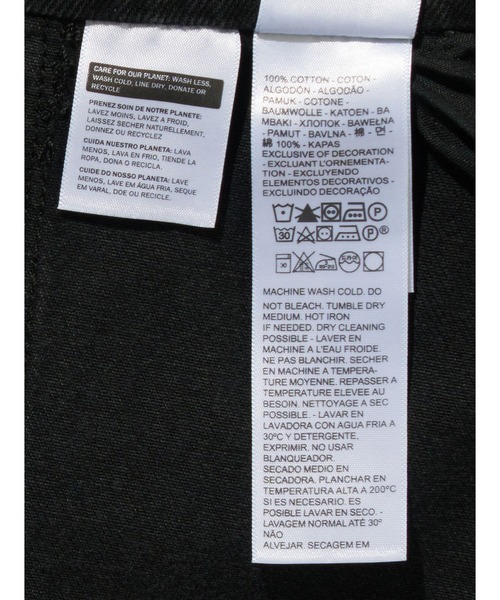 CARE FOR OUR PLANET: WASH LESS,
WASH COLD, LINE DRY, DONATE OR
RECYCLE
PRENEZ SOIN DE NOTRE PLANETE:
LAVEZ MOINS, LAVEZ A FROID,
LAISSEZ SECHER NATURELLEMENT,
DONNEZ OU RECYCLEZ
CUIDA NUESTRO PLANETA: LAVA
MENOS, LAVA EN FRIO, TIENDE LA
ROPA, DONA O RECICLA.
CUIDE DO NOSSO PLANETA: LAVE
MENOS, LAVE EM ÁGUA FRIA, SEQUE
EM VARAL. DOE OU RECICLE.
100% COTTON - COTON -
ALGODÓN - ALGODÃO -
PAMUK - COTONE -
BAUMWOLLE - KATOEN - BA
MBAKI - ХЛОПОК - BAWEŁNA
- PAMUT - BAVLNA - 棉 - 면 -
綿 100% - KAPAS
EXCLUSIVE OF DECORATION
- EXCLUANT L'ORNEMENTA-
TION - EXCLUYENDO
ELEMENTOS DECORATIVOS -
EXCLUINDO DECORAÇÃO
P
30
MACHINE WASH COLD. DO
NOT BLEACH. TUMBLE DRY
MEDIUM. HOT IRON
IF NEEDED. DRY CLEANING
POSSIBLE - LAVER EN
MACHINE A L'EAU FROIDE.
NE PAS BLANCHIR. SECHER
EN MACHINE A TEMPERA-
TURE MOYENNE. REPASSER A
TEMPERATURE ELEVEE AU
BESOIN. NETTOYAGE A SEC
POSSIBLE. - LAVAR EN
LAVADORA CON AGUA FRIA A
30ºC Y DETERGENTE.
EXPRIMIR. NO USAR
BLANQUEADOR.
SECADO MEDIO EN
SECADORA. PLANCHAR EN
TEMPERATURA ALTA A 200°C
SI ES NECESARIO. ES
POSIBLE LAVAR EN SECO. -
LAVAGEM NORMAL ATÉ 30º
NÃO
ALVEJAR. SECAGEM EM